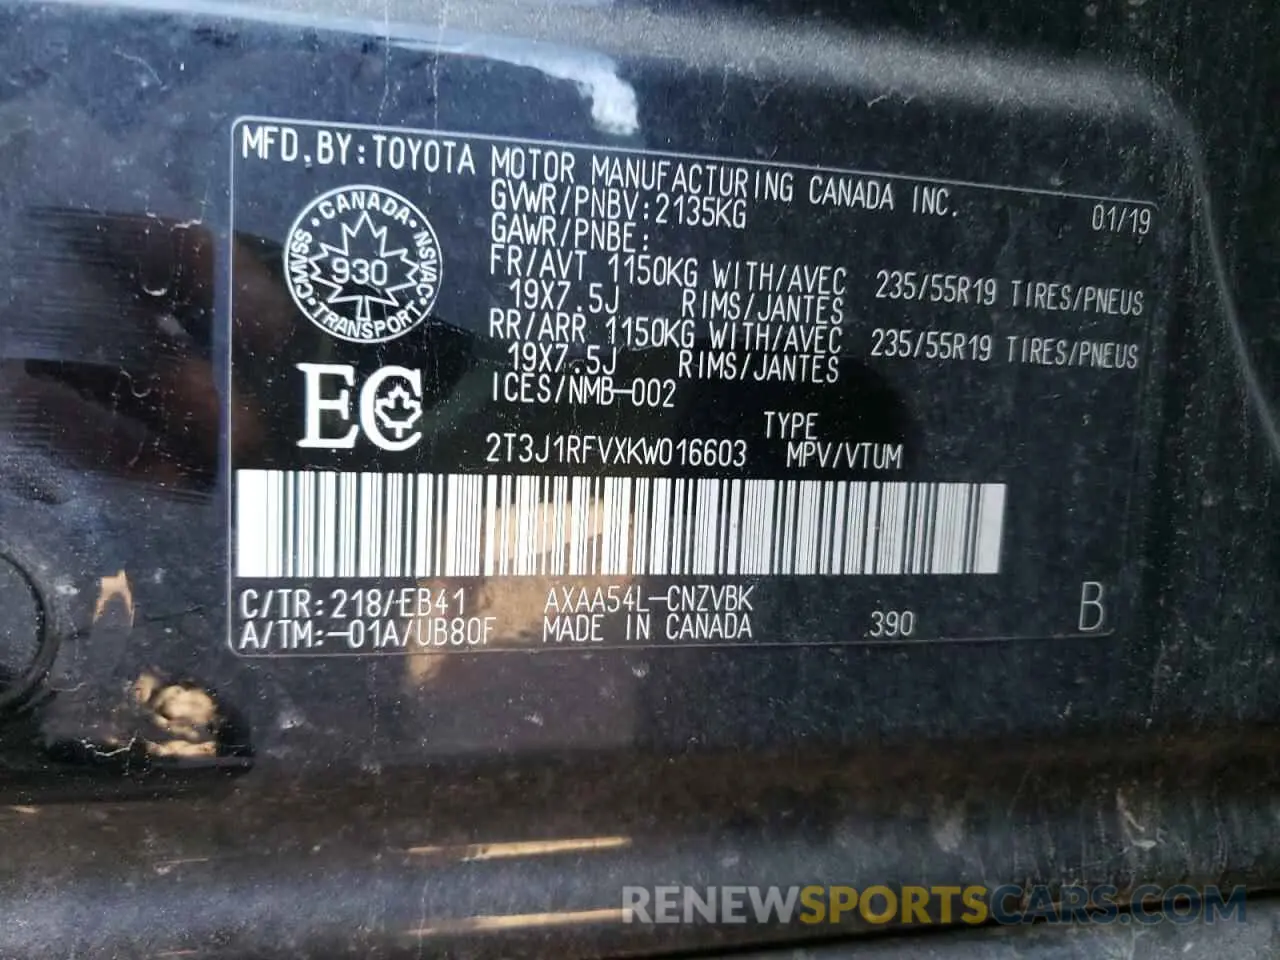 MFD.BY:TOYOTA MOTOR MANUFACTURING CANADA INC.
01/19
GVWR/PNBV:2135KG
GAWR/PNBE:
FR/AVT 1150KG WITH/AVEC 235/55R19 TIRES/PNEUS
19X7.5J RIMS/JANTES
RR/ARR 1150KG WITH/AVEC 235/55R19 TIRES/PNEUS
19X7.5J RIMS/JANTES
ICES/NMB-002
CANADA
CMVSS
NSVAC
930
TRANSPORT
EC
TYPE
2T3J1RFVXKW016603 MPV/VTUM
C/TR:218/EB41 AXAA54L-CNZVBK
A/TM:-01A/UB80F MADE IN CANADA 390
B
RENEWSPORTSCARS.COM